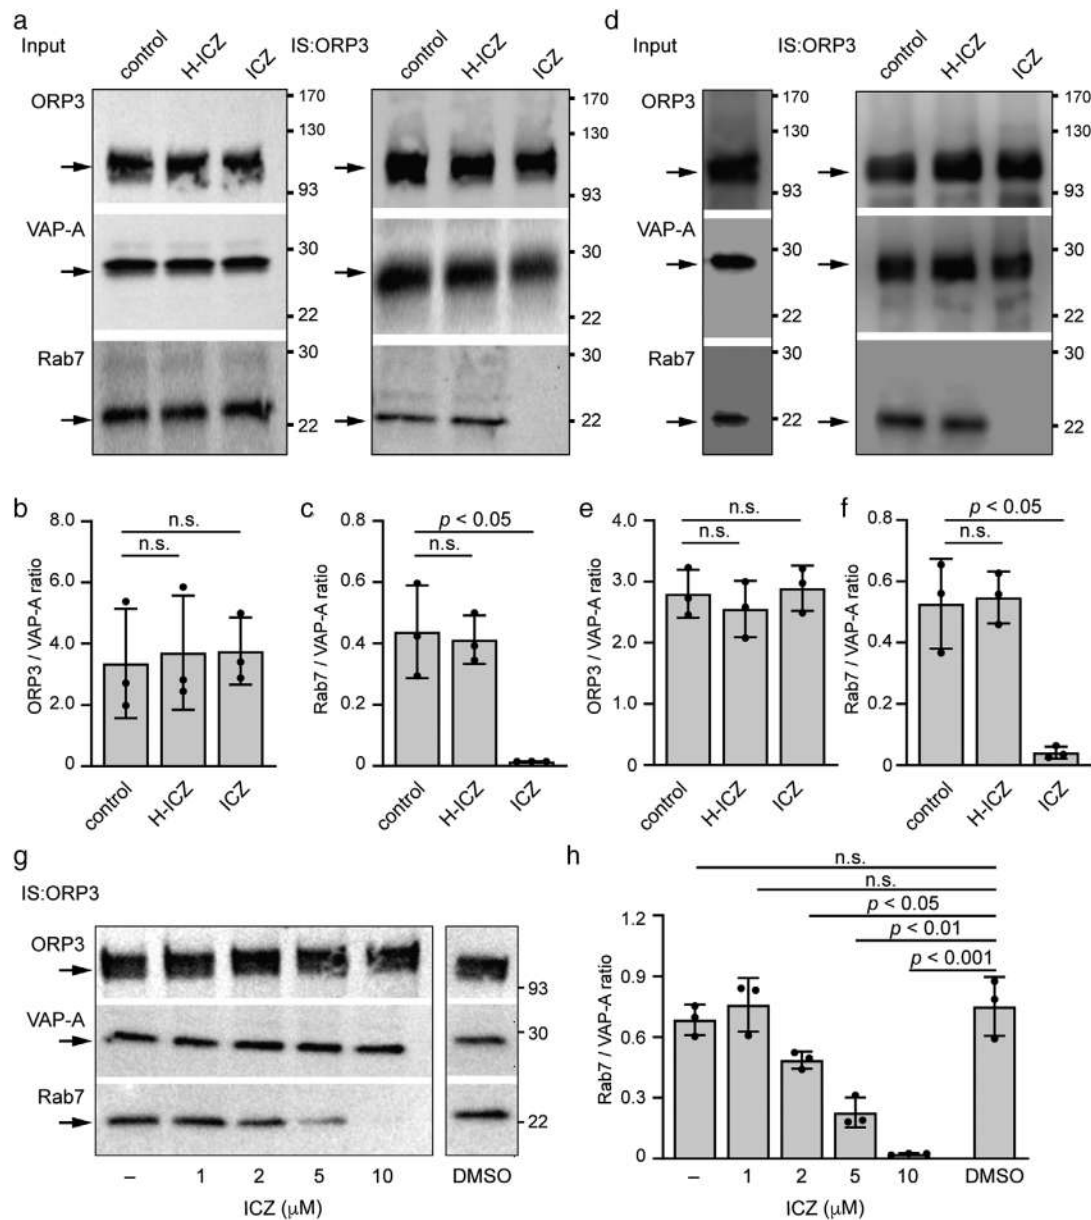 a
Input
control
H-ICZ
ICZ
IS:ORP3
control
H-ICZ
ICZ
ORP3
170
130
93
170
130
93
VAP-A
30
22
30
22
Rab7
30
22
30
22
d
Input
IS:ORP3
control
H-ICZ
ICZ
ORP3
170
130
93
170
130
93
VAP-A
30
22
30
22
Rab7
30
22
30
22
b
ORP3 / VAP-A ratio
8.0
6.0
4.0
2.0
0
n.s.
n.s.
control
H-ICZ
ICZ
c
Rab7 / VAP-A ratio
0.8
0.6
0.4
0.2
0
p < 0.05
n.s.
control
H-ICZ
ICZ
e
ORP3 / VAP-A ratio
4.0
3.0
2.0
1.0
0
n.s.
n.s.
control
H-ICZ
ICZ
f
Rab7 / VAP-A ratio
0.8
0.6
0.4
0.2
0
p < 0.05
n.s.
control
H-ICZ
ICZ
g
IS:ORP3
ORP3
93
VAP-A
30
Rab7
22
– 1 2 5 10 DMSO
ICZ (μM)
h
n.s.
n.s.
p < 0.05
p < 0.01
p < 0.001
Rab7 / VAP-A ratio
1.2
0.9
0.6
0.3
0
– 1 2 5 10 DMSO
ICZ (μM)